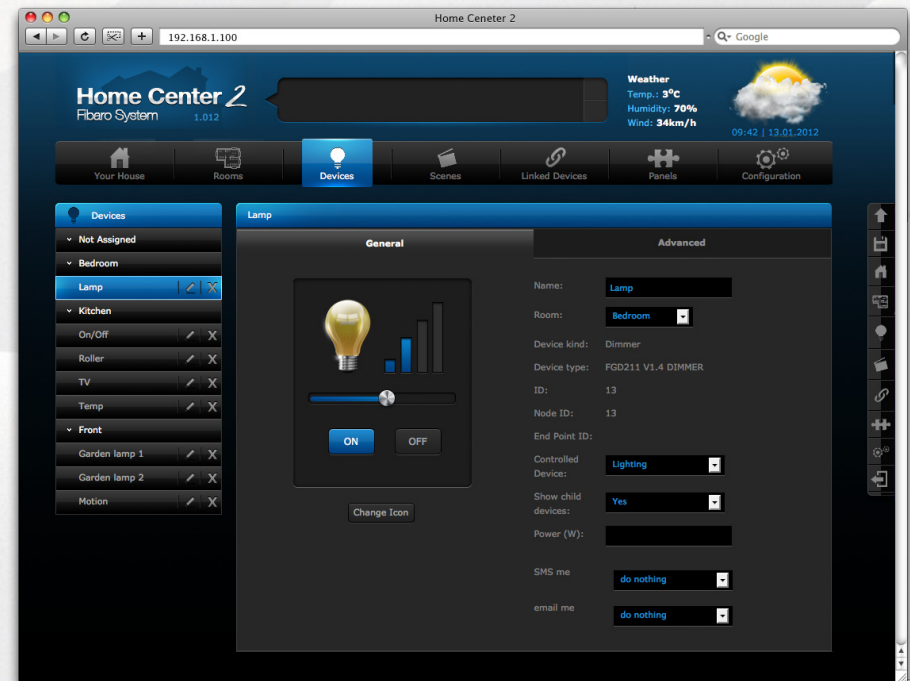 Home Ceneter 2
192.168.1.100
Google
Home Center 2
Fibaro System 1.012
Weather
Temp.: 3°C
Humidity: 70%
Wind: 34km/h
09:42 | 13.01.2012
Your House
Rooms
Devices
Scenes
Linked Devices
Panels
Configuration
Devices
Not Assigned
Bedroom
Lamp
Kitchen
On/Off
Roller
TV
Temp
Front
Garden lamp 1
Garden lamp 2
Motion
Lamp
General
Advanced
ON
OFF
Change Icon
Name: Lamp
Room: Bedroom
Device kind: Dimmer
Device type: FGD211 V1.4 DIMMER
ID: 13
Node ID: 13
End Point ID:
Controlled
Device: Lighting
Show child
devices: Yes
Power (W):
SMS me do nothing
email me do nothing